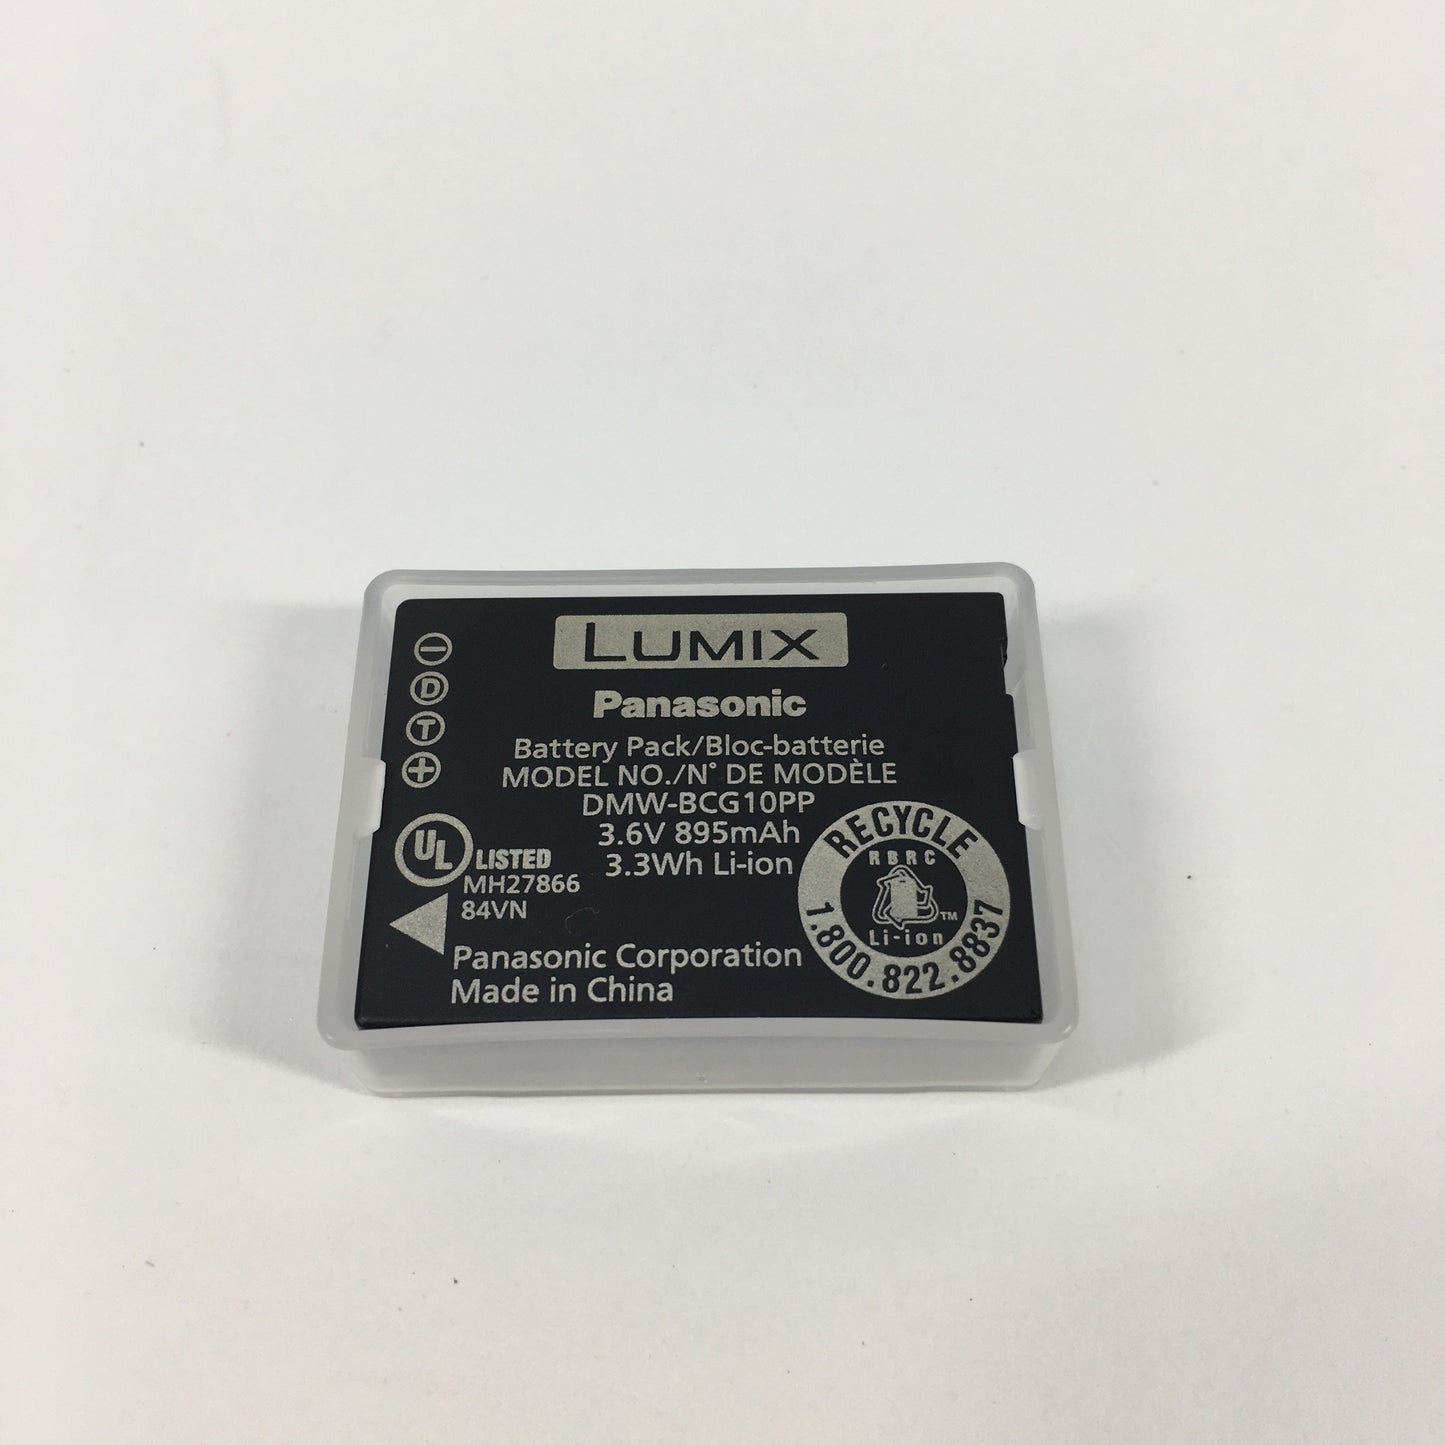 LUMIX
Panasonic
Battery Pack/Bloc-batterie
MODEL NO./N° DE MODÈLE
DMW-BCG10PP
3.6V 895mAh
3.3Wh Li-ion
−
D
T
+
UL LISTED
MH27866
84VN
Panasonic Corporation
Made in China
RECYCLE
RBRC
TM
Li-ion
1.800.822.8837